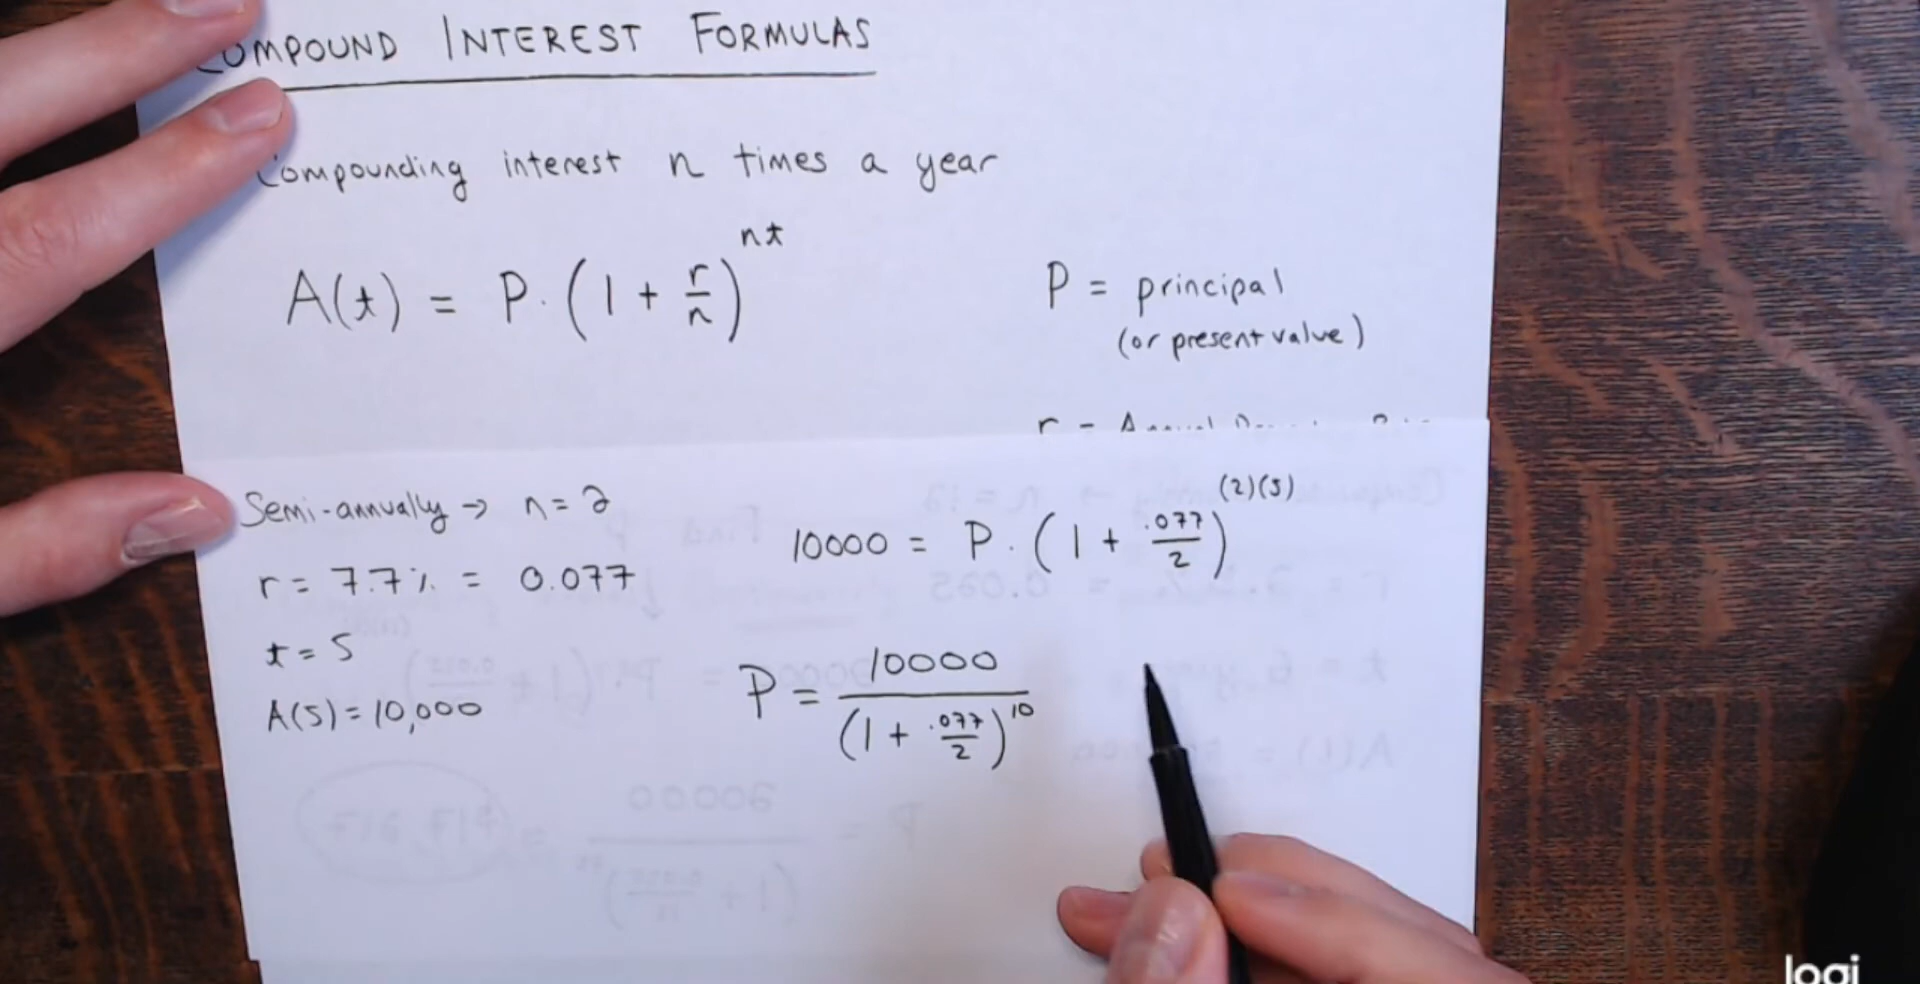 COMPOUND INTEREST FORMULAS
Compounding interest n times a year
A(t) = P · (1 + r/n)^nt
P = principal
(or present value)
r =
Semi-annually → n = 2
r = 7.7% = 0.077
t = 5
A(5) = 10,000
10000 = P · (1 + .077/2)^(2)(5)
P = 10000/(1 + .077/2)^10
logi